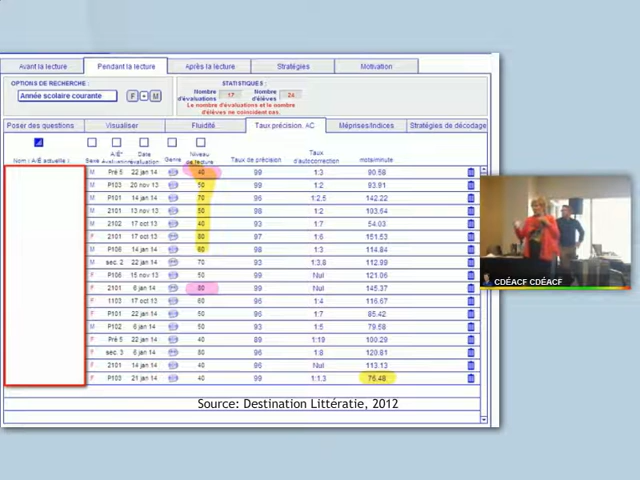 Avant la lecture Pendant la lecture Après la lecture Stratégies Motivation
OPTIONS DE RECHERCHE :
Année scolaire courante F + M
STATISTIQUES :
Nombre d'évaluations 17 Nombre d'élèves 24
Le nombre d'évaluations et le nombre d'élèves ne coïncident pas.
Poser des questions Visualiser Fluidité Taux précision, AC Méprises/Indices Stratégies de décodage
Nom ( A/É actuelle ) Sexe A/É* évaluation Date évaluation Genre Niveau de lecture Taux de précision Taux d'autocorrection mots/minute
M Pré 5 22 jan 14 40 99 1:3 90.58
M P103 20 nov 13 50 98 1:2 93.91
M P101 14 jan 14 70 96 1:2,5 142.22
M 2101 13 nov 13 50 98 1:2 103.64
M 2102 17 oct 13 40 93 1:7 54.03
F 2101 17 oct 13 80 97 1:6 151.53
M P106 14 jan 14 60 98 1:3 114.84
M sec. 2 22 jan 14 70 93 1:3,8 112.99
M P106 15 nov 13 50 99 Nul 121.06
F 2101 6 jan 14 80 99 Nul 145.37
F 1103 17 oct 13 60 96 1:4 116.67
M P101 21 jan 14 50 96 1:7 85.42
M P102 6 jan 14 50 93 1:5 79.58
F Pré 5 22 jan 14 40 89 1:19 100.29
F sec. 3 6 jan 14 50 96 1:8 120.81
F 2101 14 jan 14 40 96 Nul 113.13
F P103 21 jan 14 40 99 1:1,3 76.48
Source: Destination Littératie, 2012
CDÉACF CDÉACF